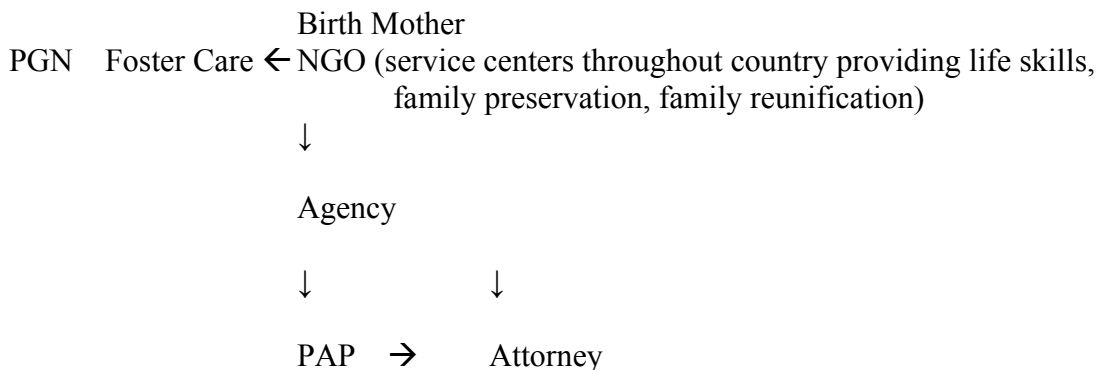 Birth Mother
PGN Foster Care ← NGO (service centers throughout country providing life skills,
family preservation, family reunification)
↓
Agency
↓ ↓
PAP → Attorney